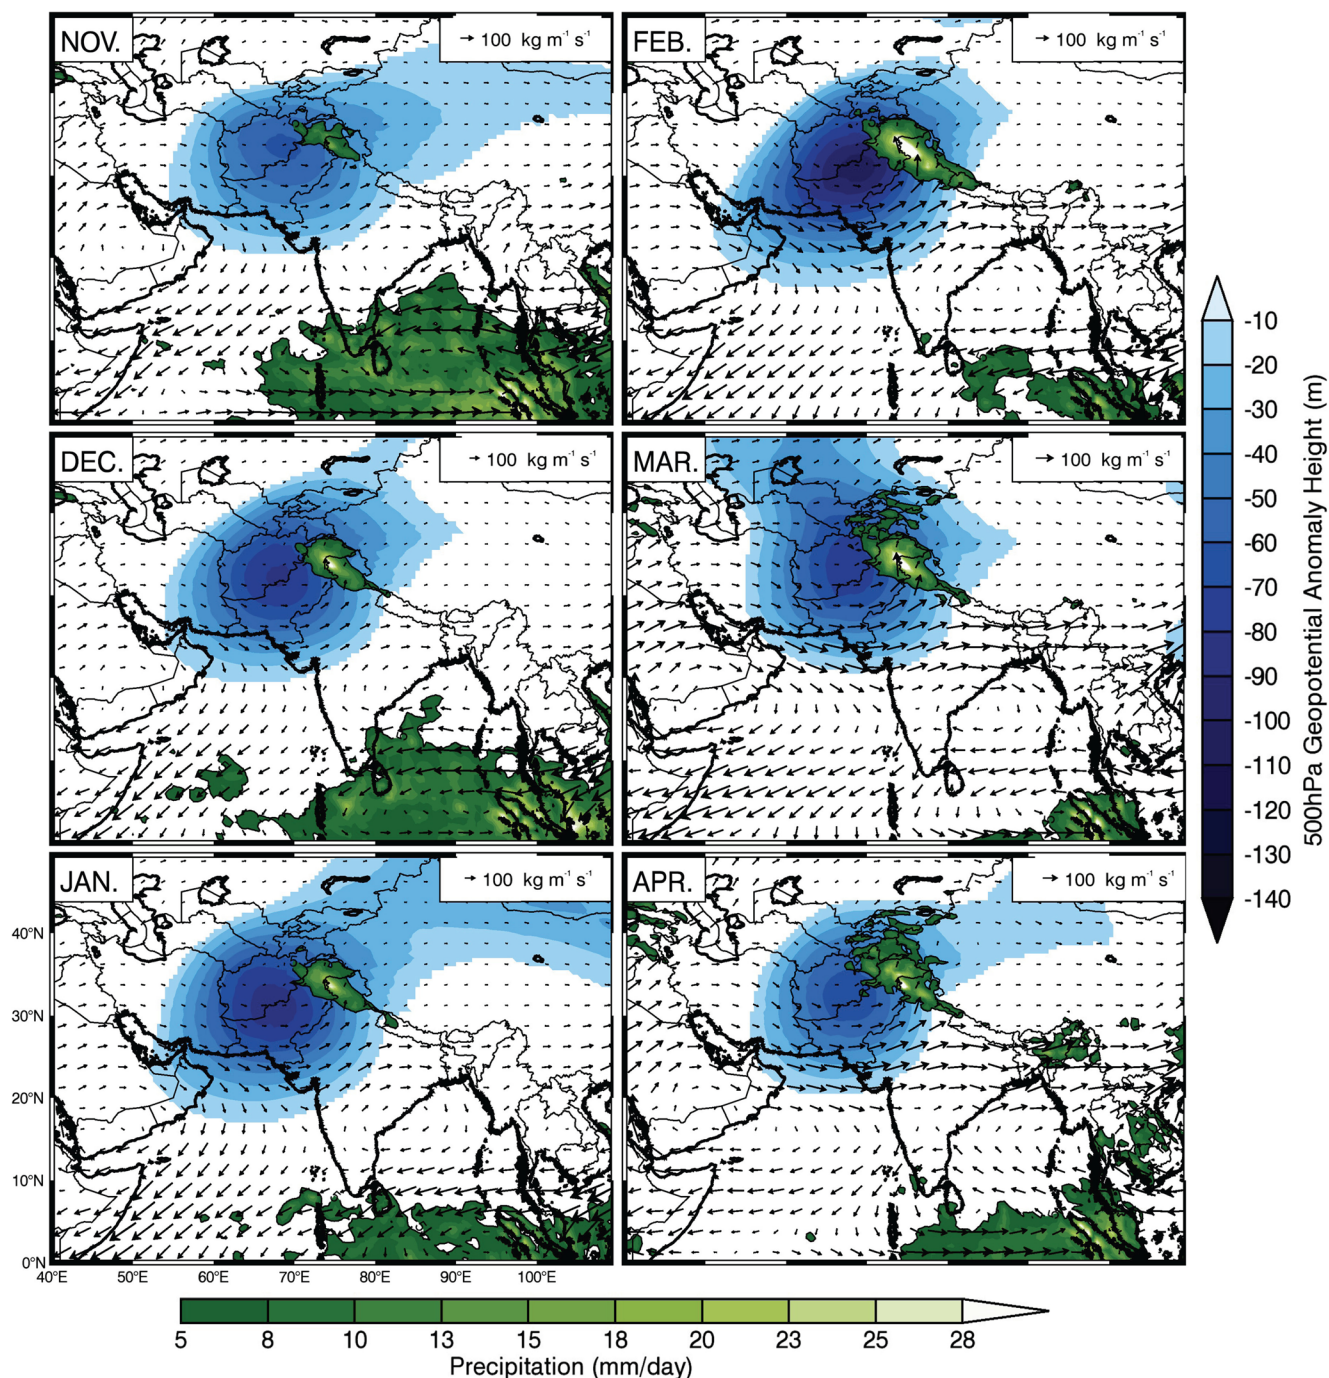 NOV.
→ 100 kg m⁻¹ s⁻¹
FEB.
→ 100 kg m⁻¹ s⁻¹
DEC.
→ 100 kg m⁻¹ s⁻¹
MAR.
→ 100 kg m⁻¹ s⁻¹
JAN.
→ 100 kg m⁻¹ s⁻¹
APR.
→ 100 kg m⁻¹ s⁻¹
40°N
30°N
20°N
10°N
0°N
40°E 50°E 60°E 70°E 80°E 90°E 100°E
-10
-20
-30
-40
-50
-60
-70
-80
-90
-100
-110
-120
-130
-140
500hPa Geopotential Anomaly Height (m)
5 8 10 13 15 18 20 23 25 28
Precipitation (mm/day)